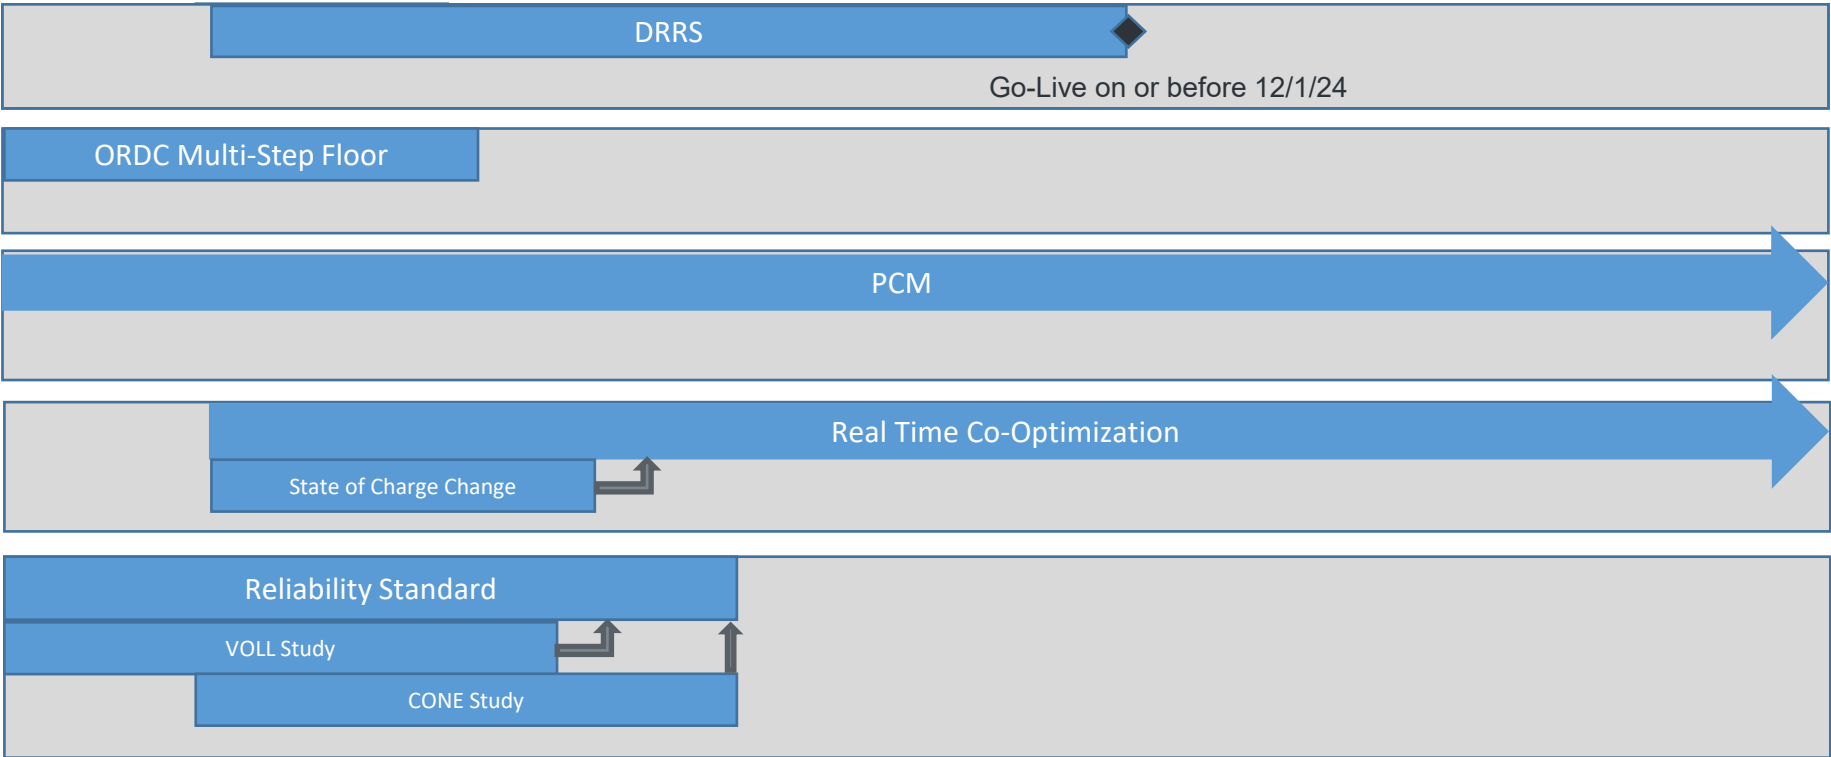 DRRS
Go-Live on or before 12/1/24
ORDC Multi-Step Floor
PCM
Real Time Co-Optimization
State of Charge Change
Reliability Standard
VOLL Study
CONE Study